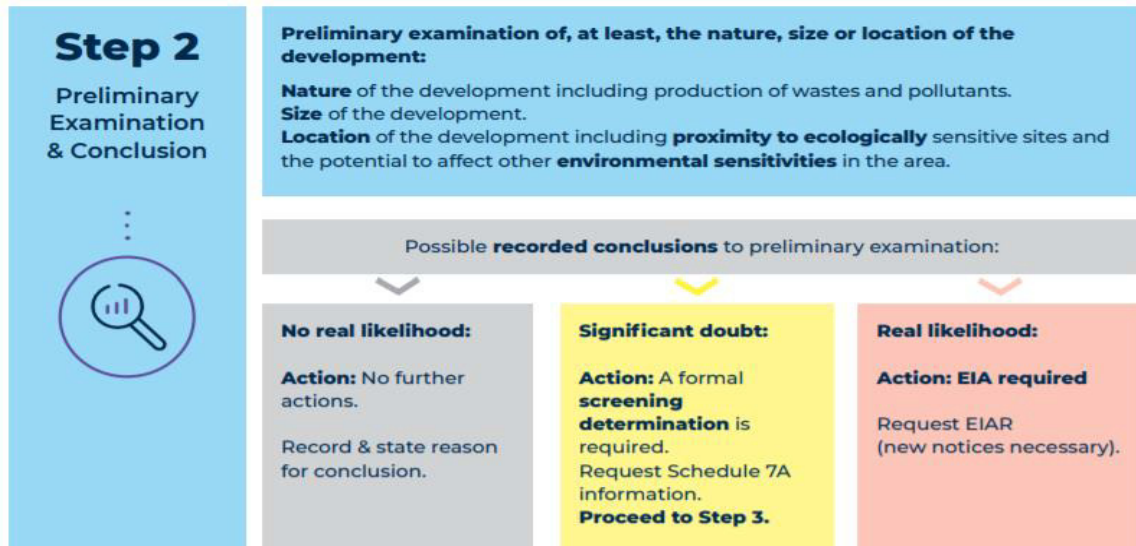 Step 2
Preliminary
Examination
& Conclusion
Preliminary examination of, at least, the nature, size or location of the
development:
Nature of the development including production of wastes and pollutants.
Size of the development.
Location of the development including proximity to ecologically sensitive sites and
the potential to affect other environmental sensitivities in the area.
Possible recorded conclusions to preliminary examination:
No real likelihood:
Action: No further
actions.
Record & state reason
for conclusion.
Significant doubt:
Action: A formal
screening
determination is
required.
Request Schedule 7A
information.
Proceed to Step 3.
Real likelihood:
Action: EIA required
Request EIAR
(new notices necessary).